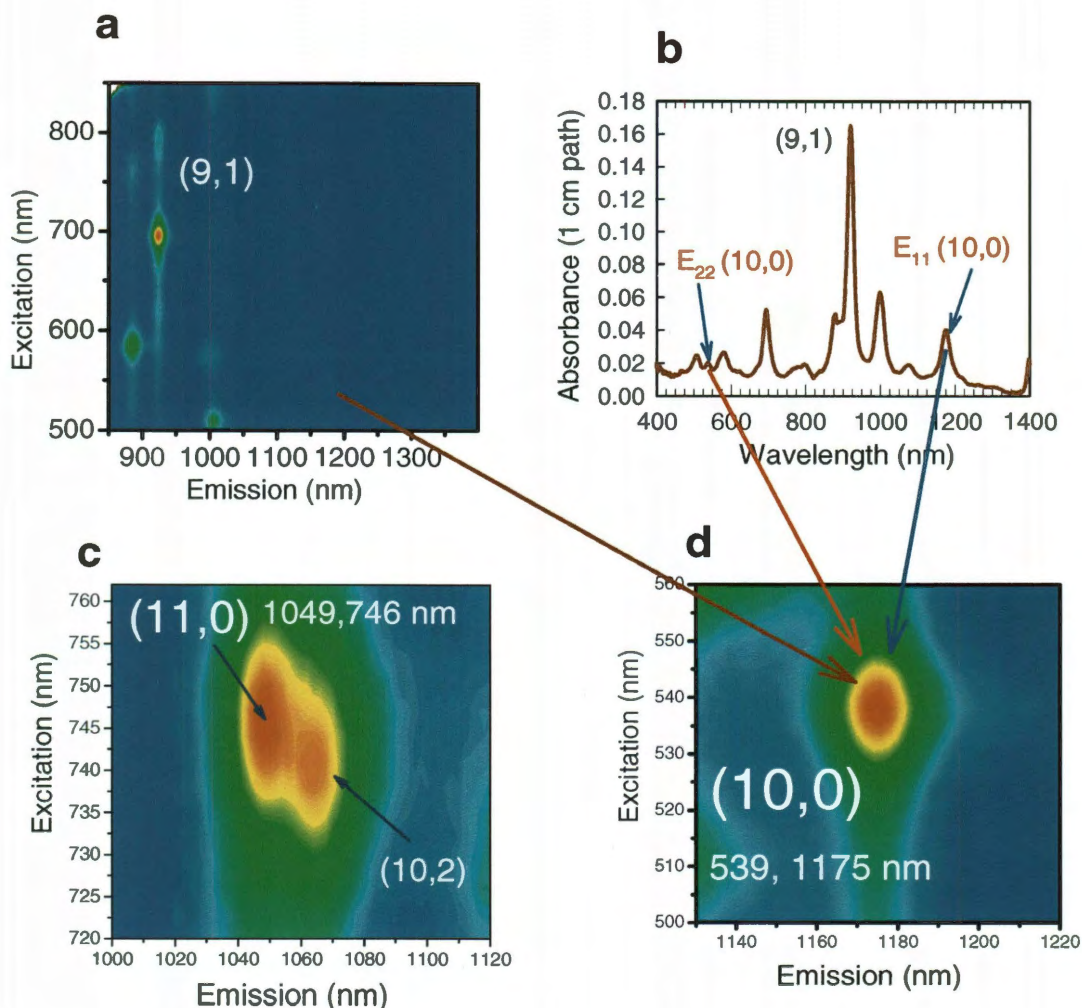 a
(9,1)
800
700
600
500
Excitation (nm)
900 1000 1100 1200 1300
Emission (nm)
b
0.18
0.16
0.14
0.12
0.10
0.08
0.06
0.04
0.02
0.00
Absorbance (1 cm path)
(9,1)
E22 (10,0)
E11 (10,0)
400 600 800 1000 1200 1400
Wavelength (nm)
c
(11,0) 1049,746 nm
(10,2)
760
755
750
745
740
735
730
725
720
Excitation (nm)
1000 1020 1040 1060 1080 1100 1120
Emission (nm)
d
560
550
540
530
520
510
500
Excitation (nm)
(10,0)
539, 1175 nm
1140 1160 1180 1200 1220
Emission (nm)